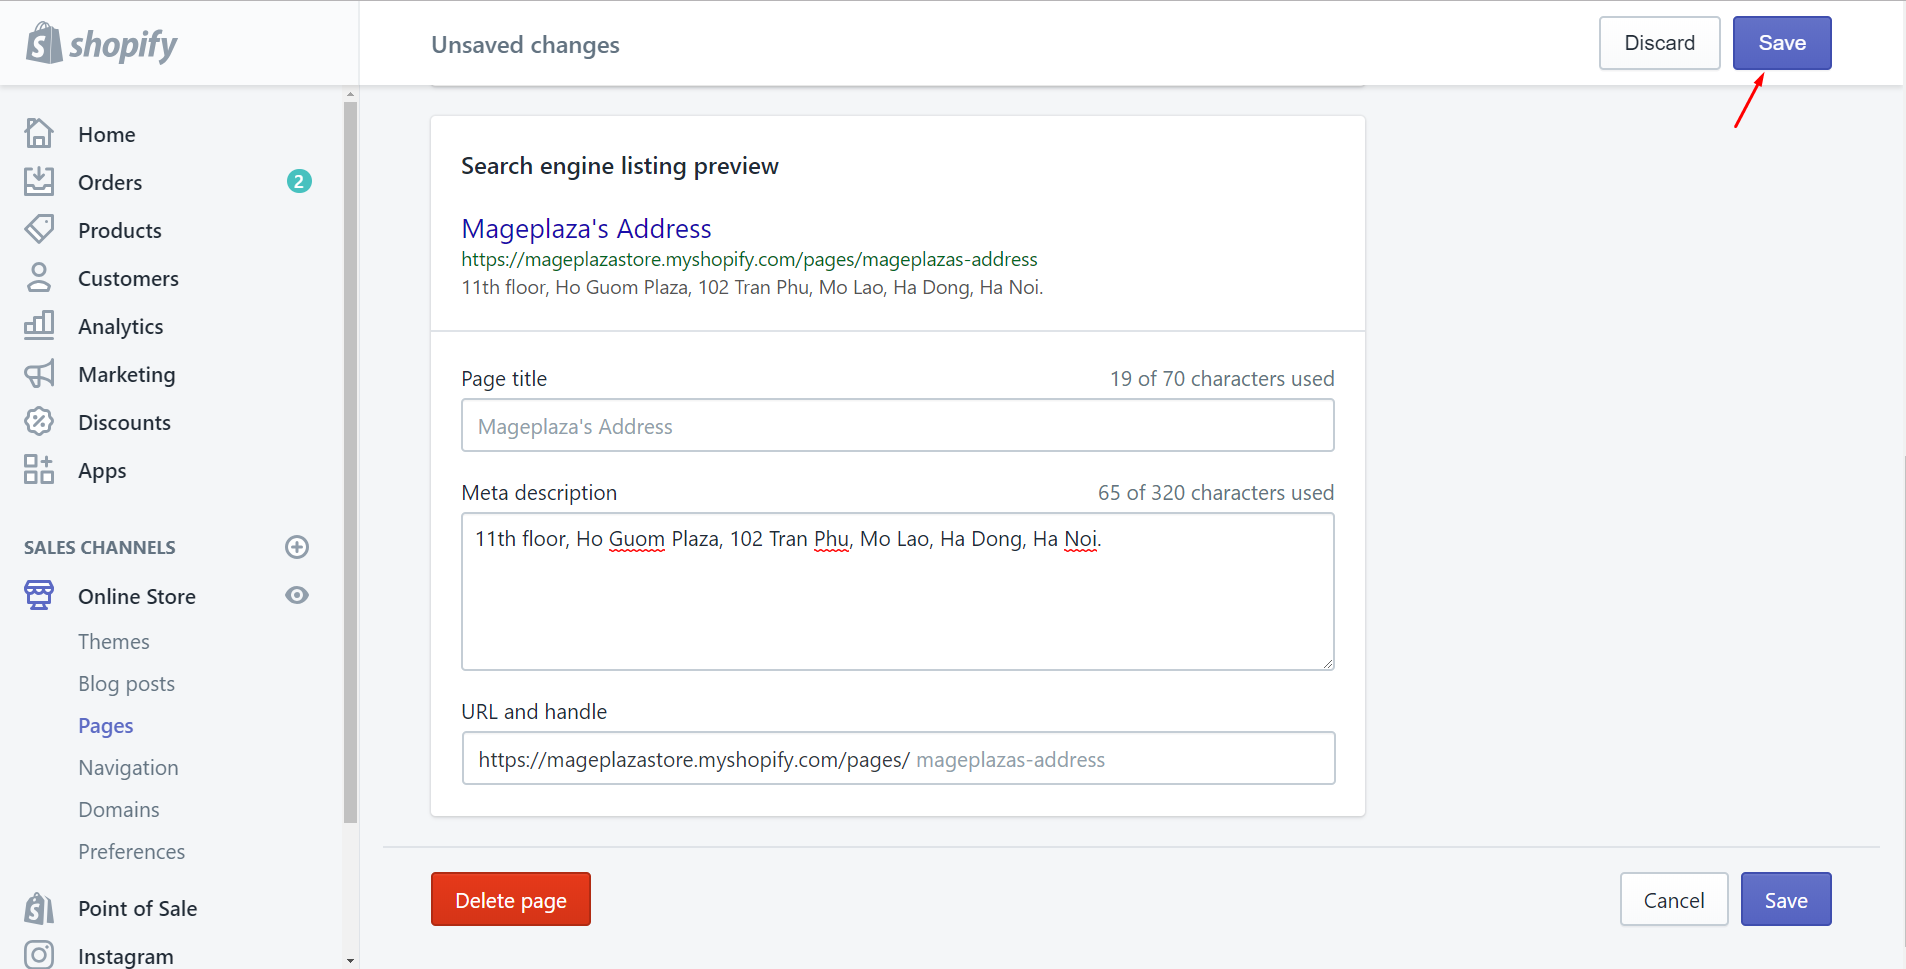 shopify
Unsaved changes
Discard
Save
Home
Orders
2
Products
Customers
Analytics
Marketing
Discounts
Apps
SALES CHANNELS
Online Store
Themes
Blog posts
Pages
Navigation
Domains
Preferences
Point of Sale
Instagram
Search engine listing preview
Mageplaza's Address
https://mageplazastore.myshopify.com/pages/mageplazas-address
11th floor, Ho Guom Plaza, 102 Tran Phu, Mo Lao, Ha Dong, Ha Noi.
Page title
19 of 70 characters used
Mageplaza's Address
Meta description
65 of 320 characters used
11th floor, Ho Guom Plaza, 102 Tran Phu, Mo Lao, Ha Dong, Ha Noi.
URL and handle
https://mageplazastore.myshopify.com/pages/ mageplazas-address
Delete page
Cancel
Save